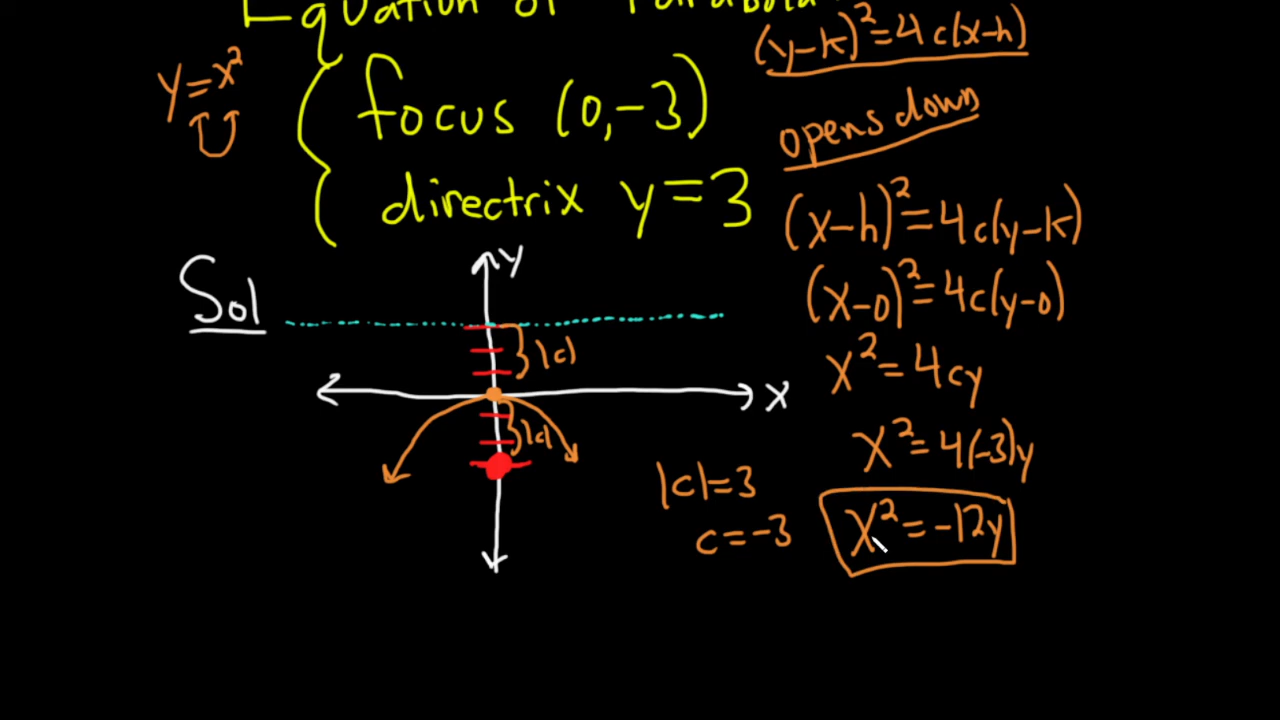 Equation of Parabola
(y-k)²=4c(x-h)
y=x²
focus (0,-3)
opens down
directrix y=3
(x-h)²=4c(y-k)
Sol
y
(x-0)²=4c(y-0)
|c|
x²=4cy
x
|c|
x²=4(-3)y
|c|=3
c=-3
x²=-12y